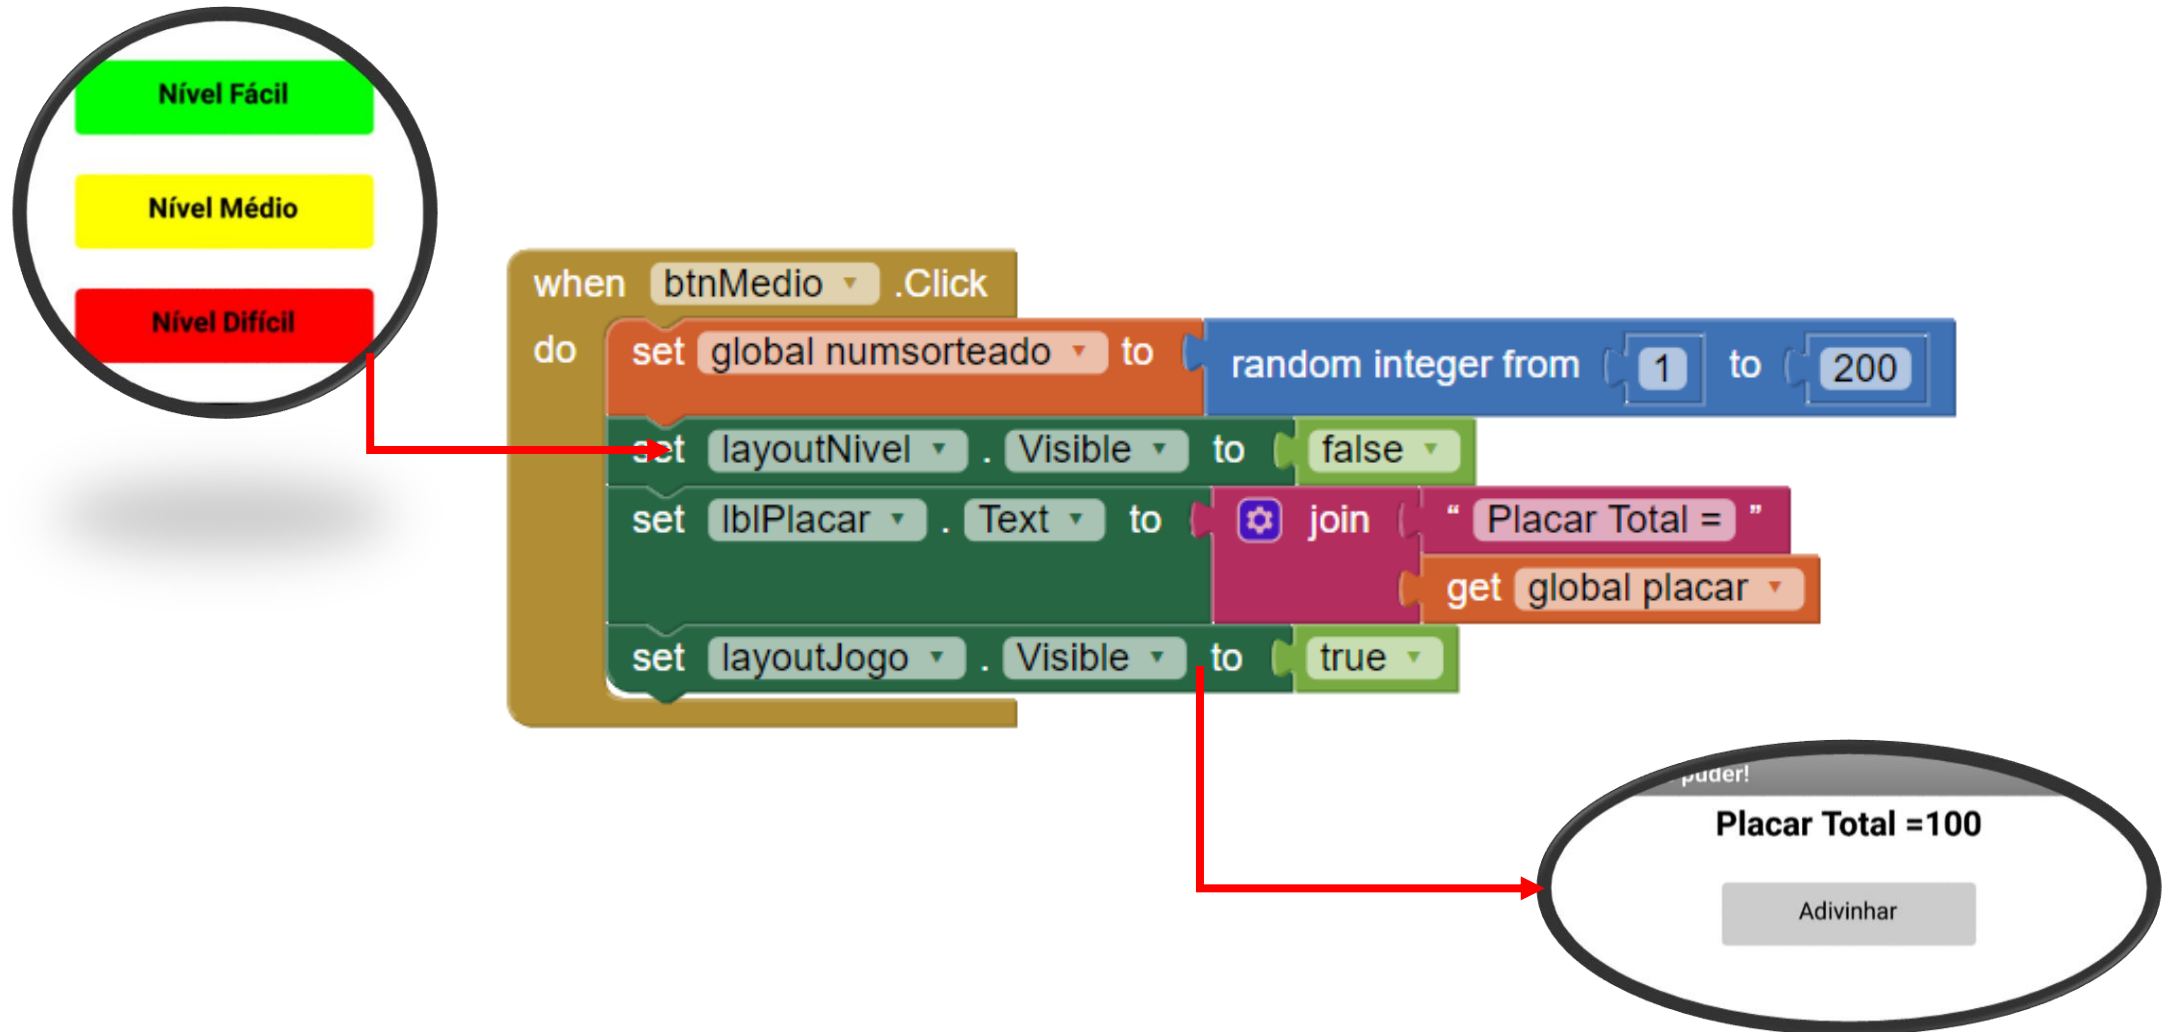 Nível Fácil
Nível Médio
Nível Difícil
when btnMedio .Click
do set global numsorteado to random integer from 1 to 200
set layoutNivel . Visible to false
set lblPlacar . Text to join “ Placar Total = ”
get global placar
set layoutJogo . Visible to true
puder!
Placar Total =100
Adivinhar